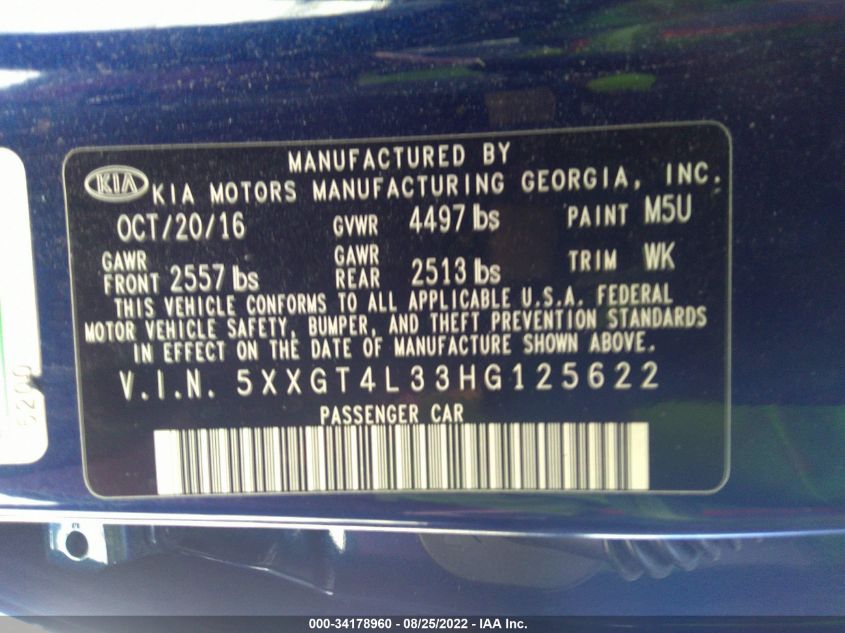 MANUFACTURED BY
KIA KIA MOTORS MANUFACTURING GEORGIA, INC.
OCT/20/16 GVWR 4497 lbs PAINT M5U
GAWR FRONT 2557 lbs GAWR REAR 2513 lbs TRIM WK
THIS VEHICLE CONFORMS TO ALL APPLICABLE U.S.A. FEDERAL
MOTOR VEHICLE SAFETY, BUMPER, AND THEFT PREVENTION STANDARDS
IN EFFECT ON THE DATE OF MANUFACTURE SHOWN ABOVE.
V.I.N. 5XXGT4L33HG125622
PASSENGER CAR
000-34178960 - 08/25/2022 - IAA Inc.